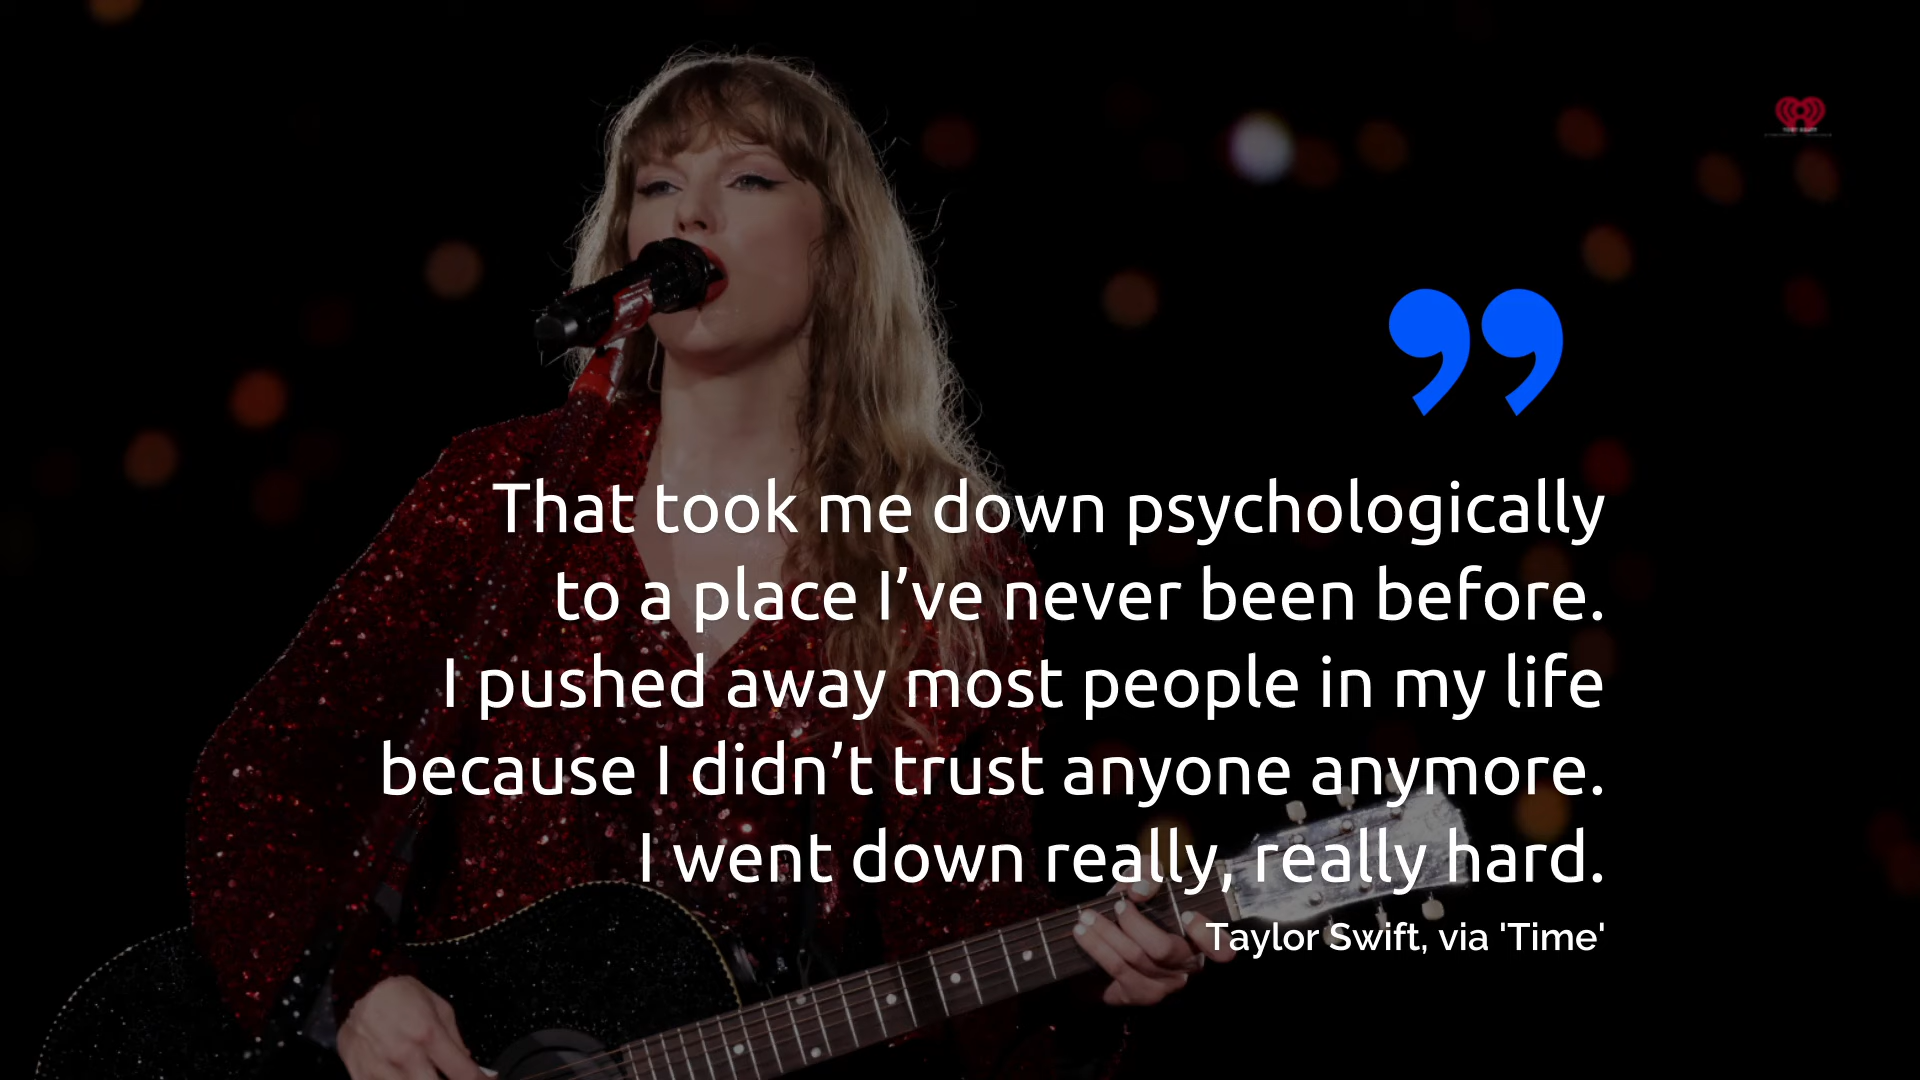 That took me down psychologically
to a place I’ve never been before.
I pushed away most people in my life
because I didn’t trust anyone anymore.
I went down really, really hard.
Taylor Swift, via 'Time'